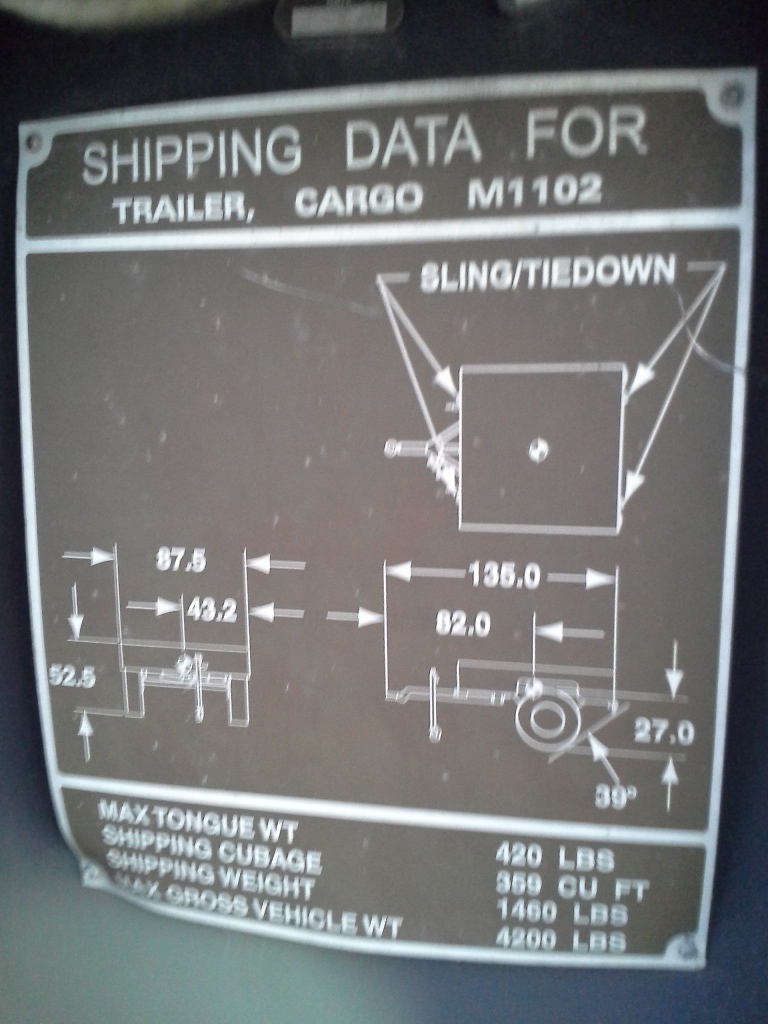 SHIPPING DATA FOR
TRAILER, CARGO M1102
SLING/TIEDOWN
87.5
135.0
43.2
82.0
52.5
27.0
39°
MAX TONGUE WT 420 LBS
SHIPPING CUBAGE 359 CU FT
SHIPPING WEIGHT 1460 LBS
MAX GROSS VEHICLE WT 4200 LBS